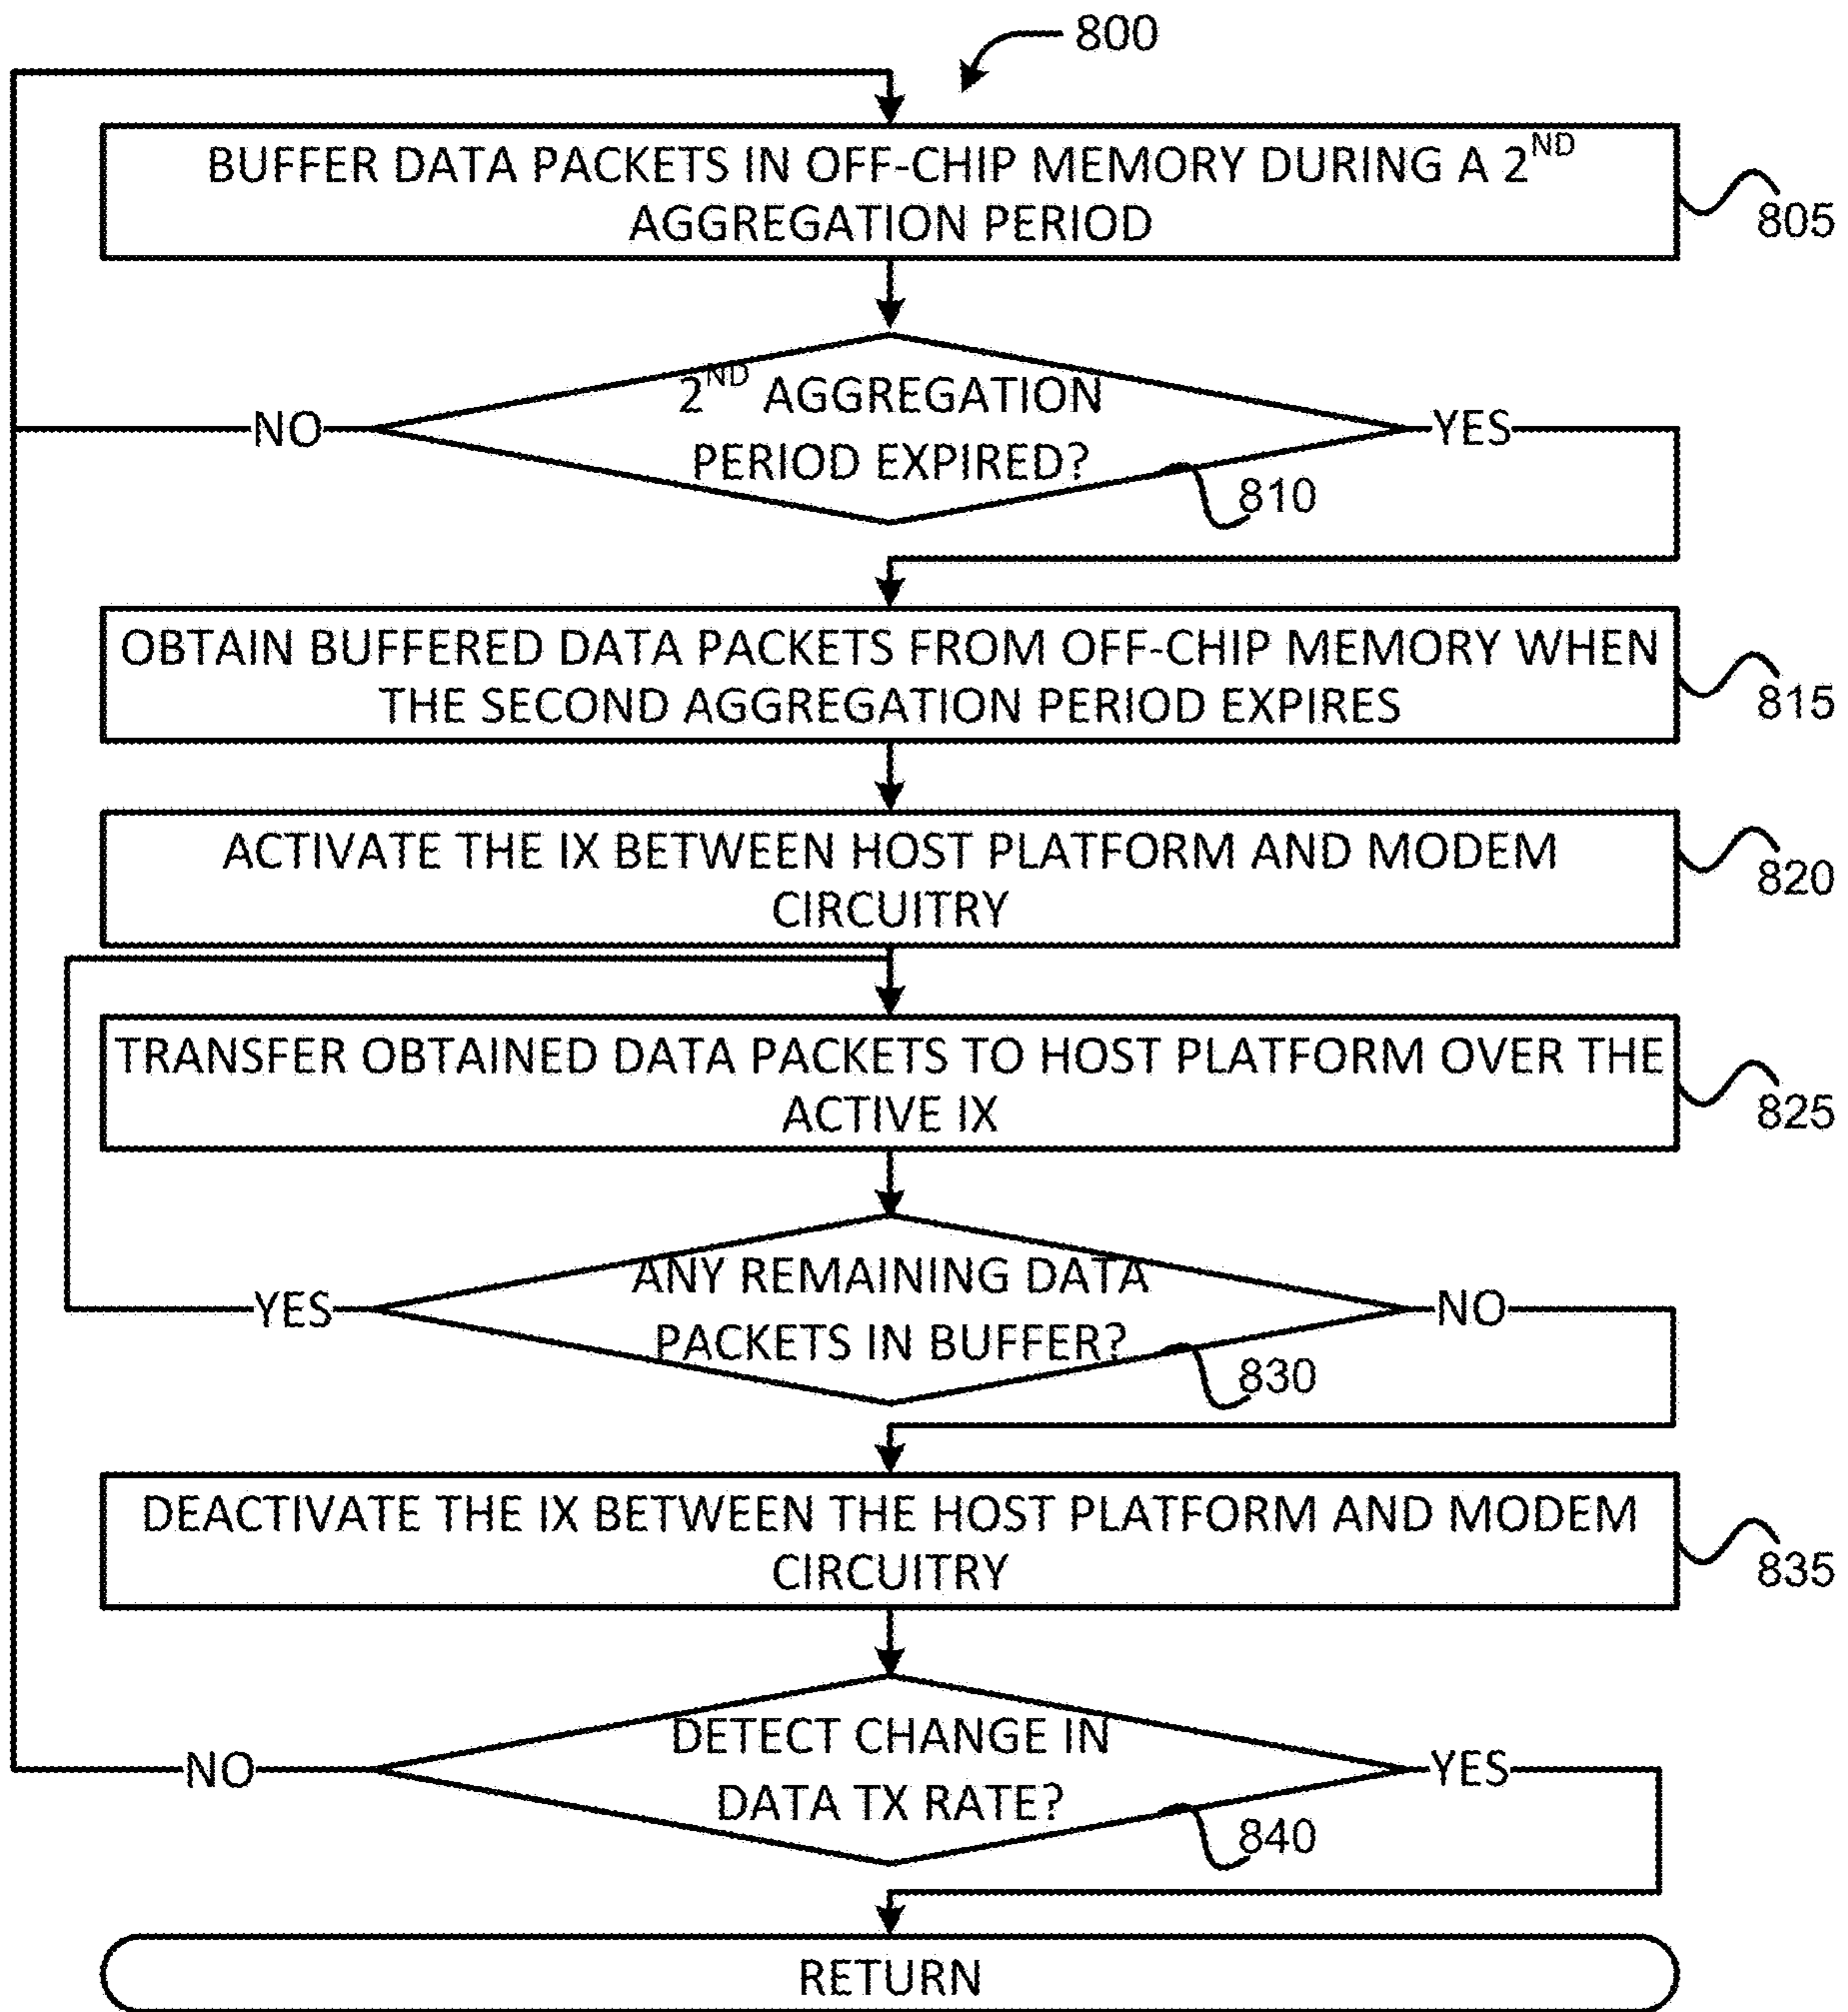 800
BUFFER DATA PACKETS IN OFF-CHIP MEMORY DURING A 2ND
AGGREGATION PERIOD
805
2ND AGGREGATION
PERIOD EXPIRED?
NO
YES
810
OBTAIN BUFFERED DATA PACKETS FROM OFF-CHIP MEMORY WHEN
THE SECOND AGGREGATION PERIOD EXPIRES
815
ACTIVATE THE IX BETWEEN HOST PLATFORM AND MODEM
CIRCUITRY
820
TRANSFER OBTAINED DATA PACKETS TO HOST PLATFORM OVER THE
ACTIVE IX
825
ANY REMAINING DATA
PACKETS IN BUFFER?
YES
NO
830
DEACTIVATE THE IX BETWEEN THE HOST PLATFORM AND MODEM
CIRCUITRY
835
DETECT CHANGE IN
DATA TX RATE?
NO
YES
840
RETURN